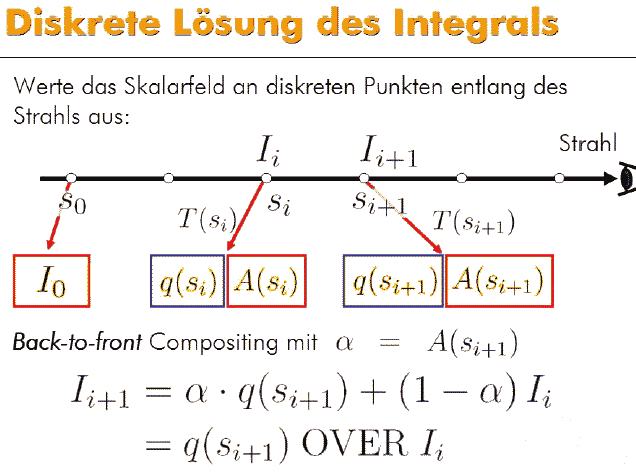 Diskrete Lösung des Integrals
Werte das Skalarfeld an diskreten Punkten entlang des
Strahls aus:
I_i I_{i+1} Strahl
s_0 s_i s_{i+1}
T(s_i) T(s_{i+1})
I_0 q(s_i) A(s_i) q(s_{i+1}) A(s_{i+1})
Back-to-front Compositing mit α = A(s_{i+1})
I_{i+1} = α · q(s_{i+1}) + (1 − α) I_i
= q(s_{i+1}) OVER I_i